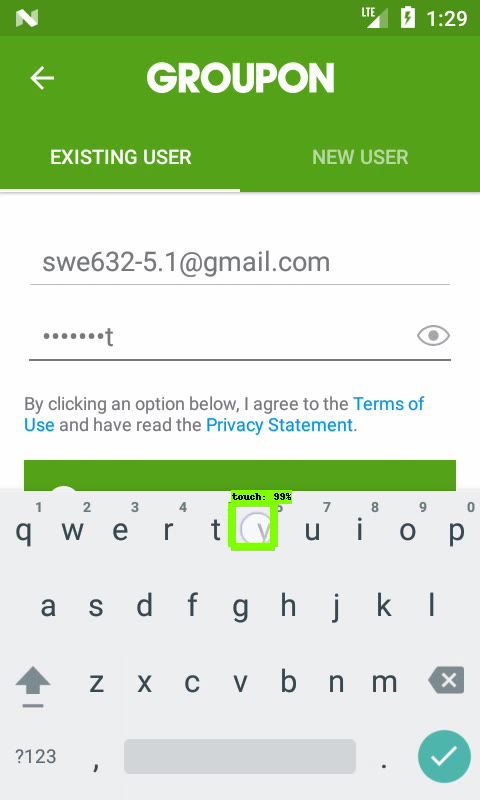 LTE 1:29
GROUPON
EXISTING USER NEW USER
swe632-5.1@gmail.com
•••••••t
By clicking an option below, I agree to the Terms of
Use and have read the Privacy Statement.
touch: 99%
1 2 3 4 6 7 8 9 0
q w e r t y u i o p
a s d f g h j k l
z x c v b n m
?123 , .